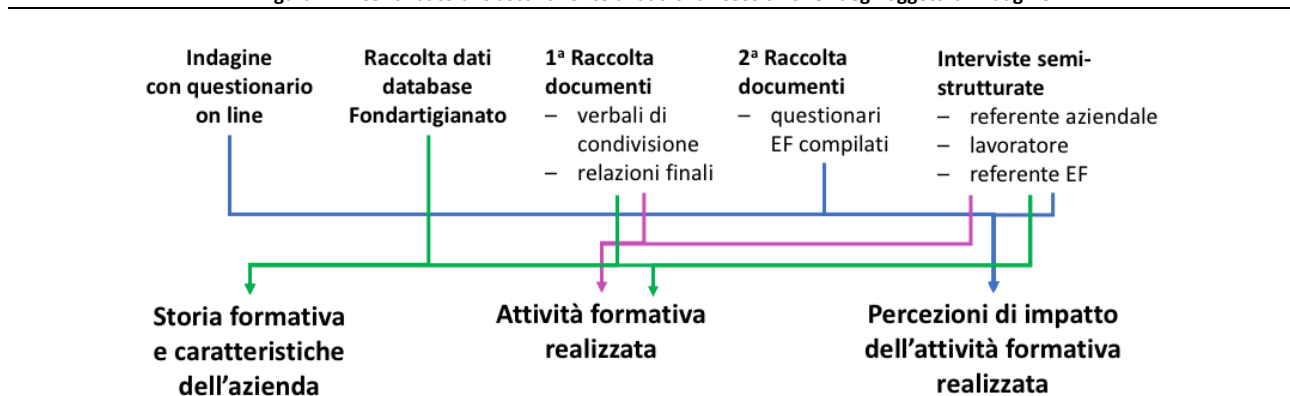 Indagine
con questionario
on line
Raccolta dati
database
Fondartigianato
1ª Raccolta
documenti
– verbali di
condivisione
– relazioni finali
2ª Raccolta
documenti
– questionari
EF compilati
Interviste semi-
strutturate
– referente aziendale
– lavoratore
– referente EF
Storia formativa
e caratteristiche
dell'azienda
Attività formativa
realizzata
Percezioni di impatto
dell'attività formativa
realizzata